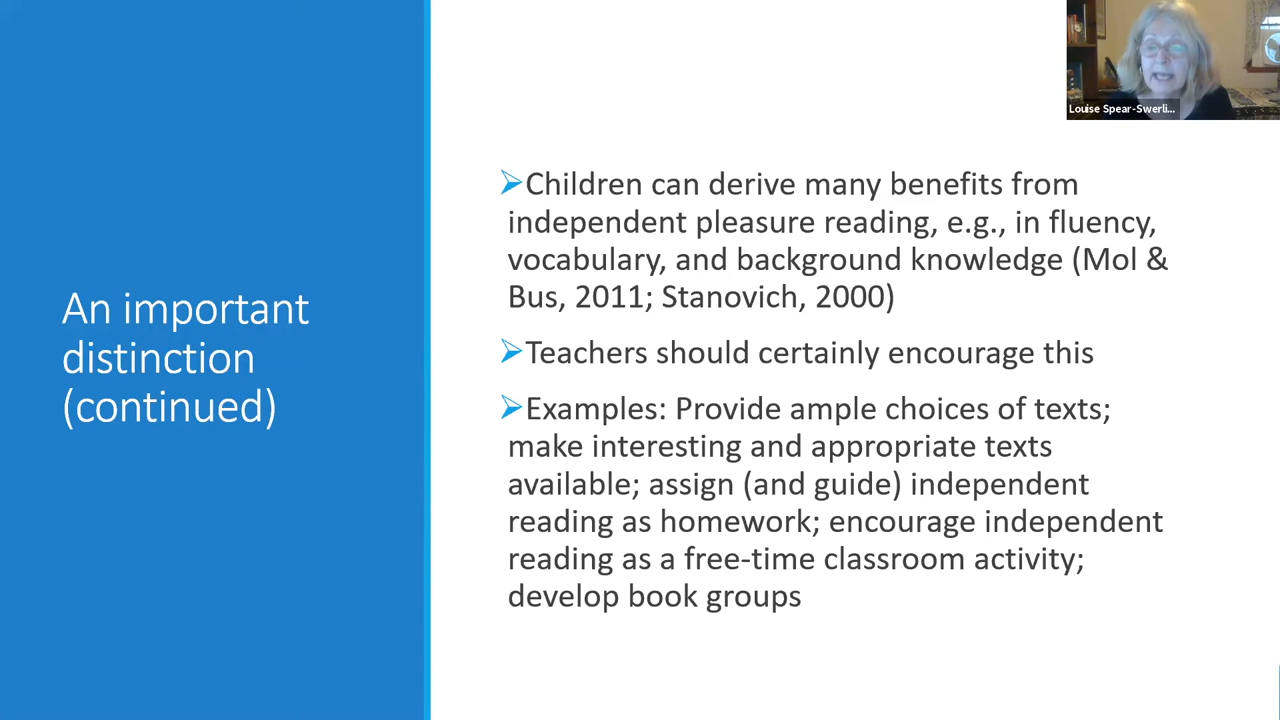 Louise Spear-Swerli...
An important
distinction
(continued)
➢Children can derive many benefits from
independent pleasure reading, e.g., in fluency,
vocabulary, and background knowledge (Mol &
Bus, 2011; Stanovich, 2000)
➢Teachers should certainly encourage this
➢Examples: Provide ample choices of texts;
make interesting and appropriate texts
available; assign (and guide) independent
reading as homework; encourage independent
reading as a free-time classroom activity;
develop book groups